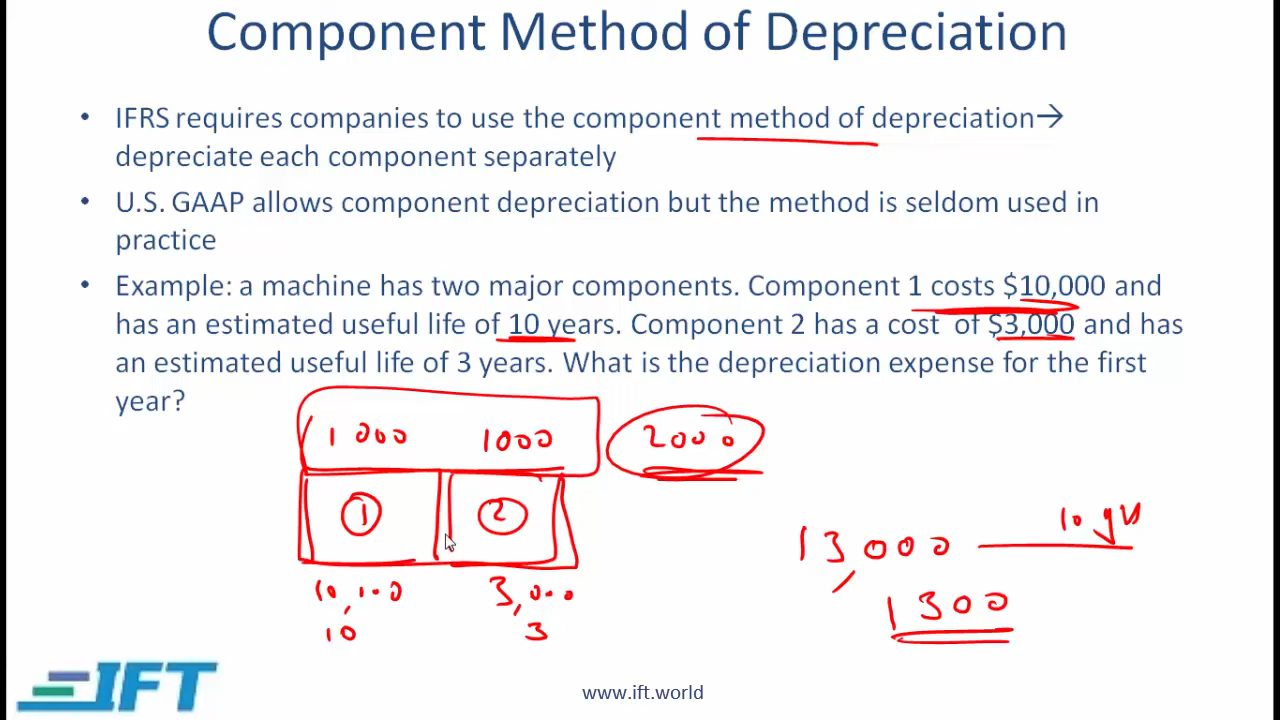 Component Method of Depreciation
• IFRS requires companies to use the component method of depreciation→
depreciate each component separately
• U.S. GAAP allows component depreciation but the method is seldom used in
practice
• Example: a machine has two major components. Component 1 costs $10,000 and
has an estimated useful life of 10 years. Component 2 has a cost of $3,000 and has
an estimated useful life of 3 years. What is the depreciation expense for the first
year?
1000 1000 2000
1 2
13,000 10 yrs
10,000 3,000
1300
10 3
IFT
www.ift.world